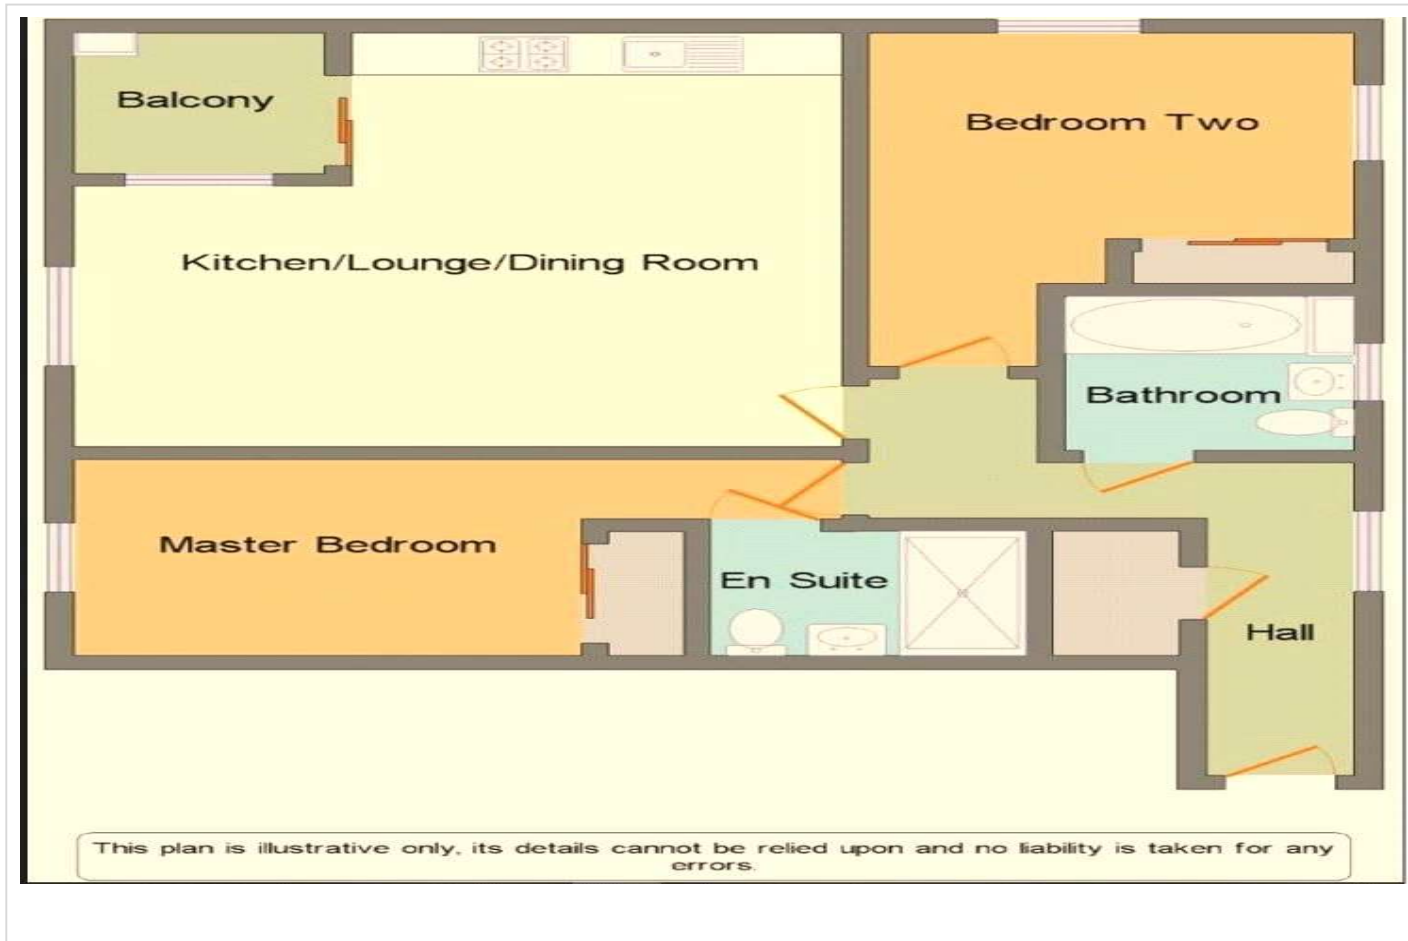 Balcony
Bedroom Two
Kitchen/Lounge/Dining Room
Bathroom
Master Bedroom
En Suite
Hall
This plan is illustrative only, its details cannot be relied upon and no liability is taken for any
errors.